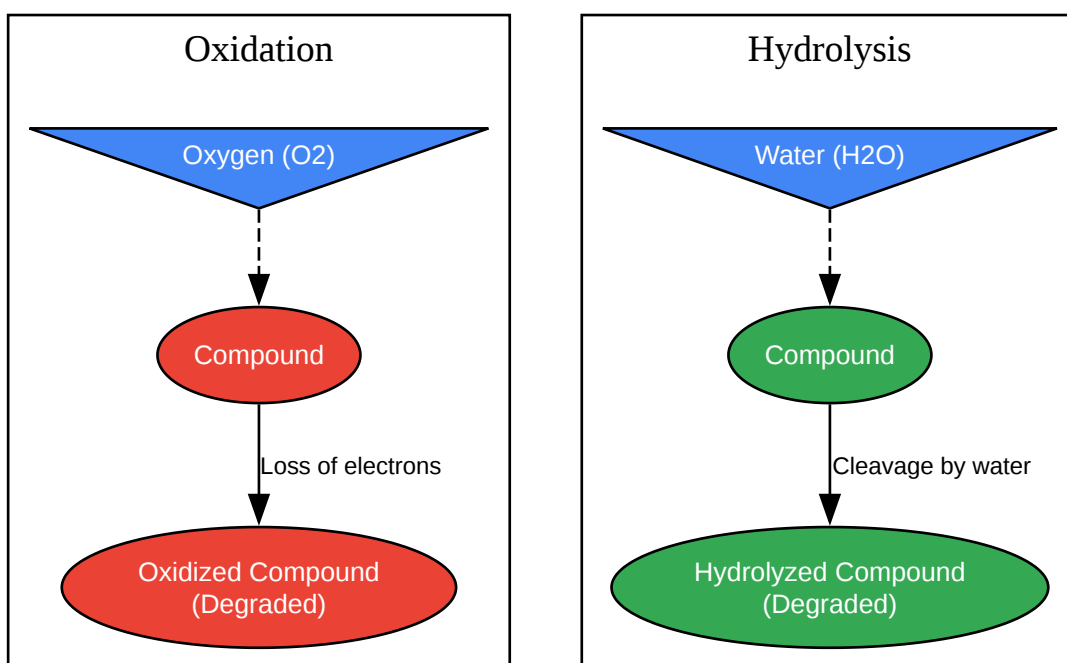 Oxidation
Oxygen (O2)
Compound
Loss of electrons
Oxidized Compound
(Degraded)
Hydrolysis
Water (H2O)
Compound
Cleavage by water
Hydrolyzed Compound
(Degraded)